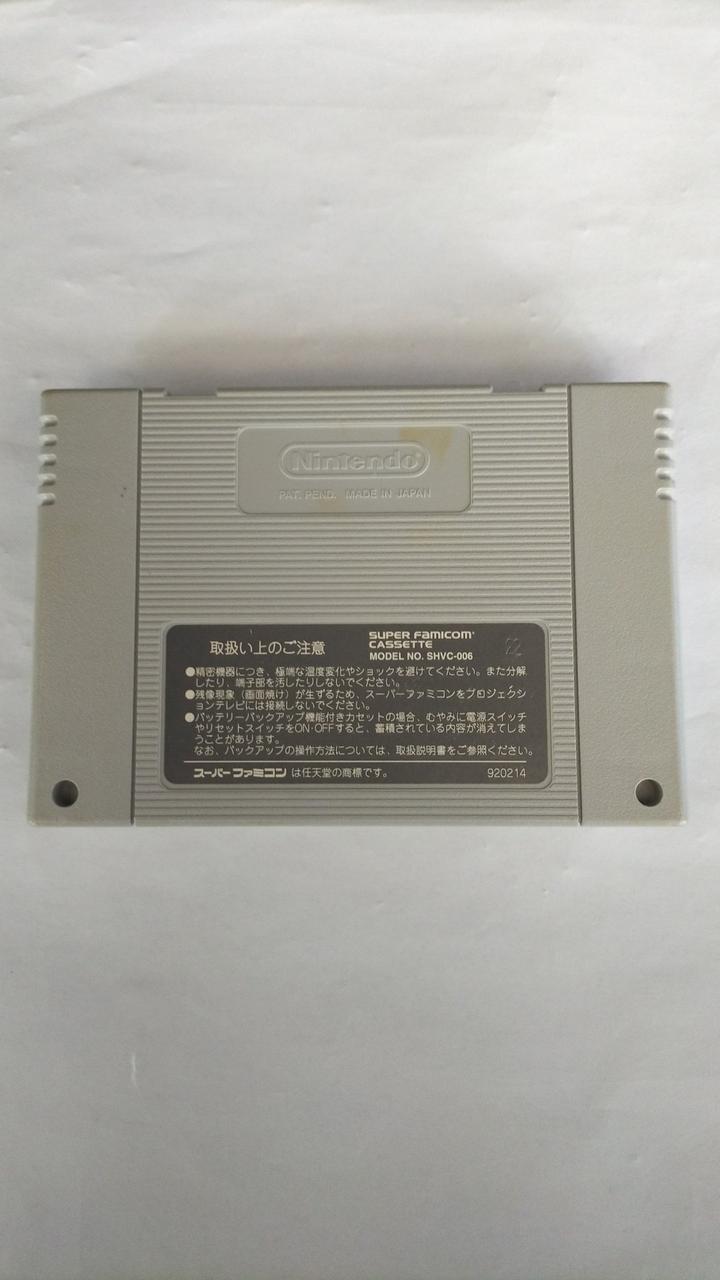 Nintendo
PAT. PEND. MADE IN JAPAN
取扱い上のご注意
SUPER FAMICOM
CASSETTE
MODEL NO. SHVC-006
●精密機器につき、極端な温度変化やショックを避けてください。また分解
したり、端子部を汚したりしないでください。
●残像現象(画面焼け)が生ずるため、スーパーファミコンをプロジェクシ
ョンテレビには接続しないでください。
●バッテリーバックアップ機能付きカセットの場合、むやみに電源スイッチ
やリセットスイッチをON・OFFすると、蓄積されている内容が消えてしま
うことがあります。
なお、バックアップの操作方法については、取扱説明書をご参照ください。
スーパーファミコン は任天堂の商標です。
920214